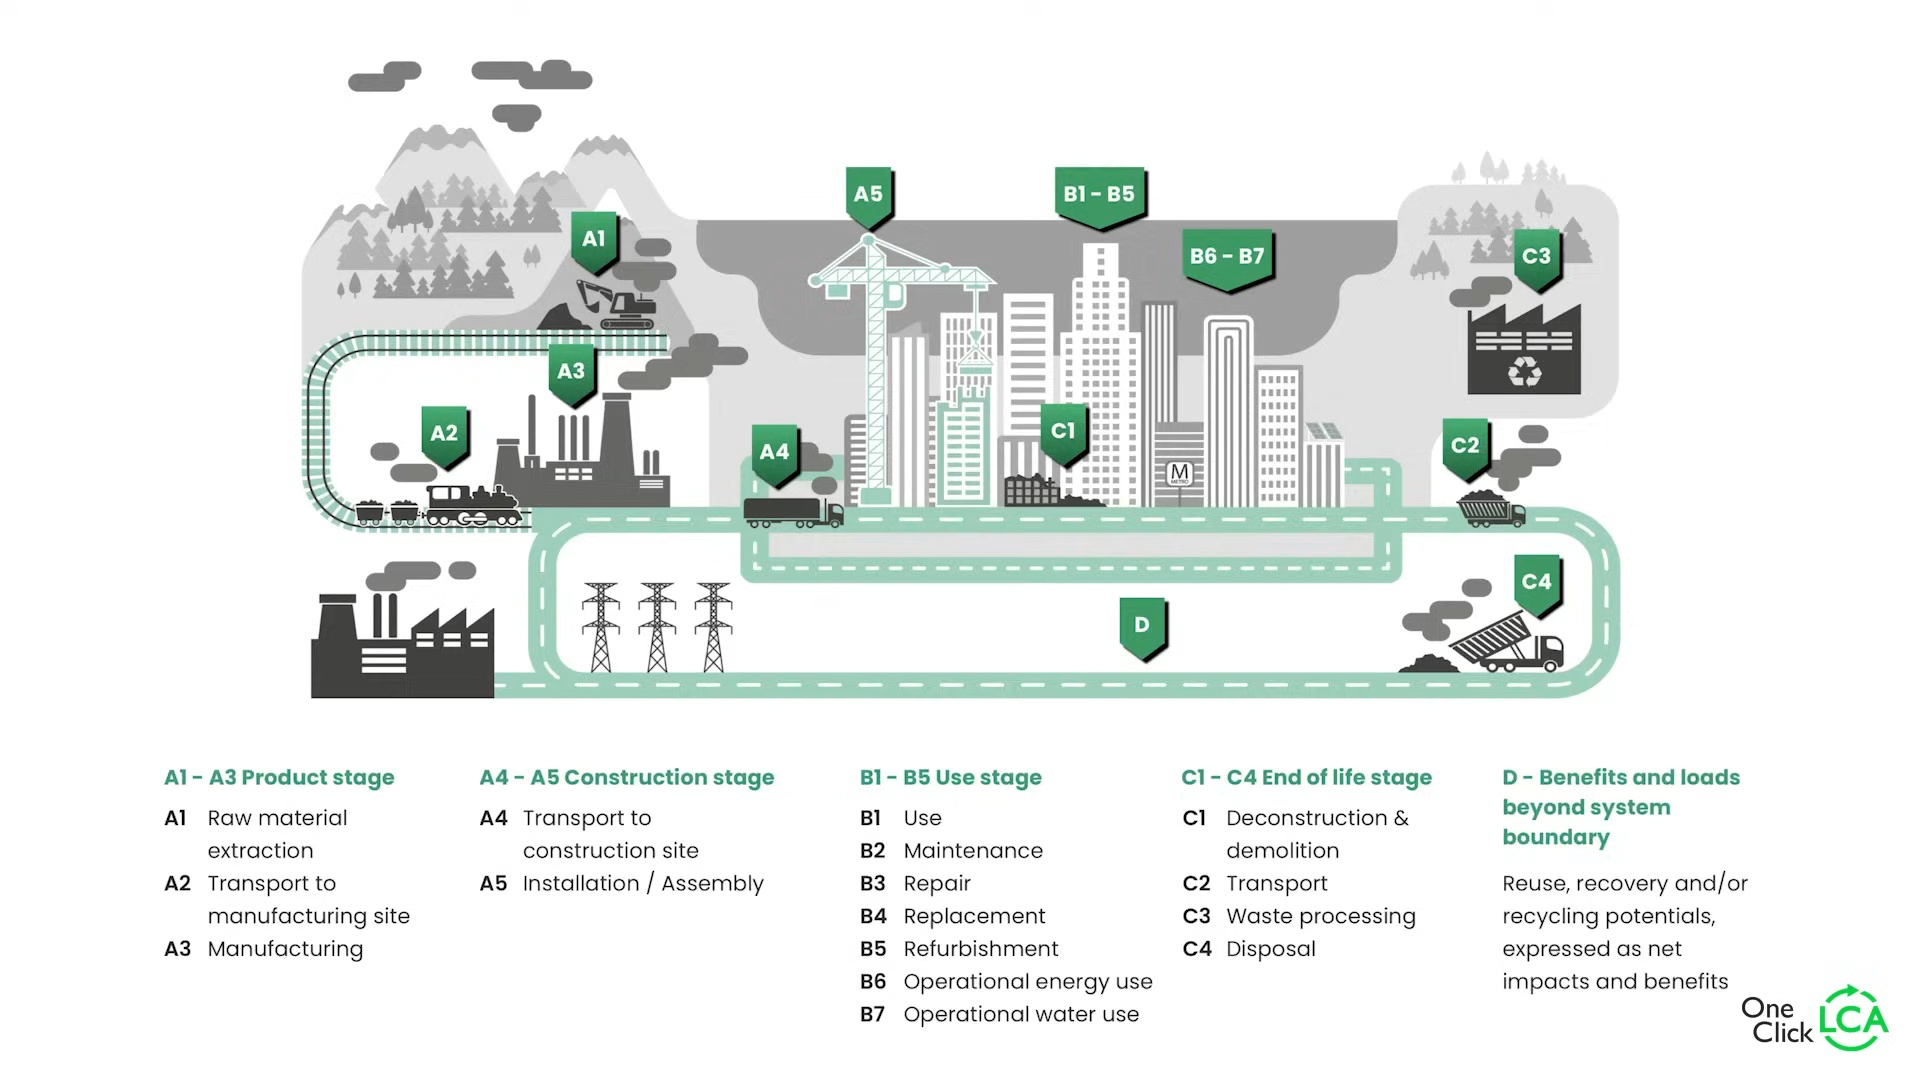 A5
B1 - B5
A1
B6 - B7
C3
A3
A2
A4
C1
C2
M
METRO
C4
D
A1 - A3 Product stage
A1 Raw material
extraction
A2 Transport to
manufacturing site
A3 Manufacturing
A4 - A5 Construction stage
A4 Transport to
construction site
A5 Installation / Assembly
B1 - B5 Use stage
B1 Use
B2 Maintenance
B3 Repair
B4 Replacement
B5 Refurbishment
B6 Operational energy use
B7 Operational water use
C1 - C4 End of life stage
C1 Deconstruction &
demolition
C2 Transport
C3 Waste processing
C4 Disposal
D - Benefits and loads
beyond system
boundary
Reuse, recovery and/or
recycling potentials,
expressed as net
impacts and benefits
One
Click
LCA